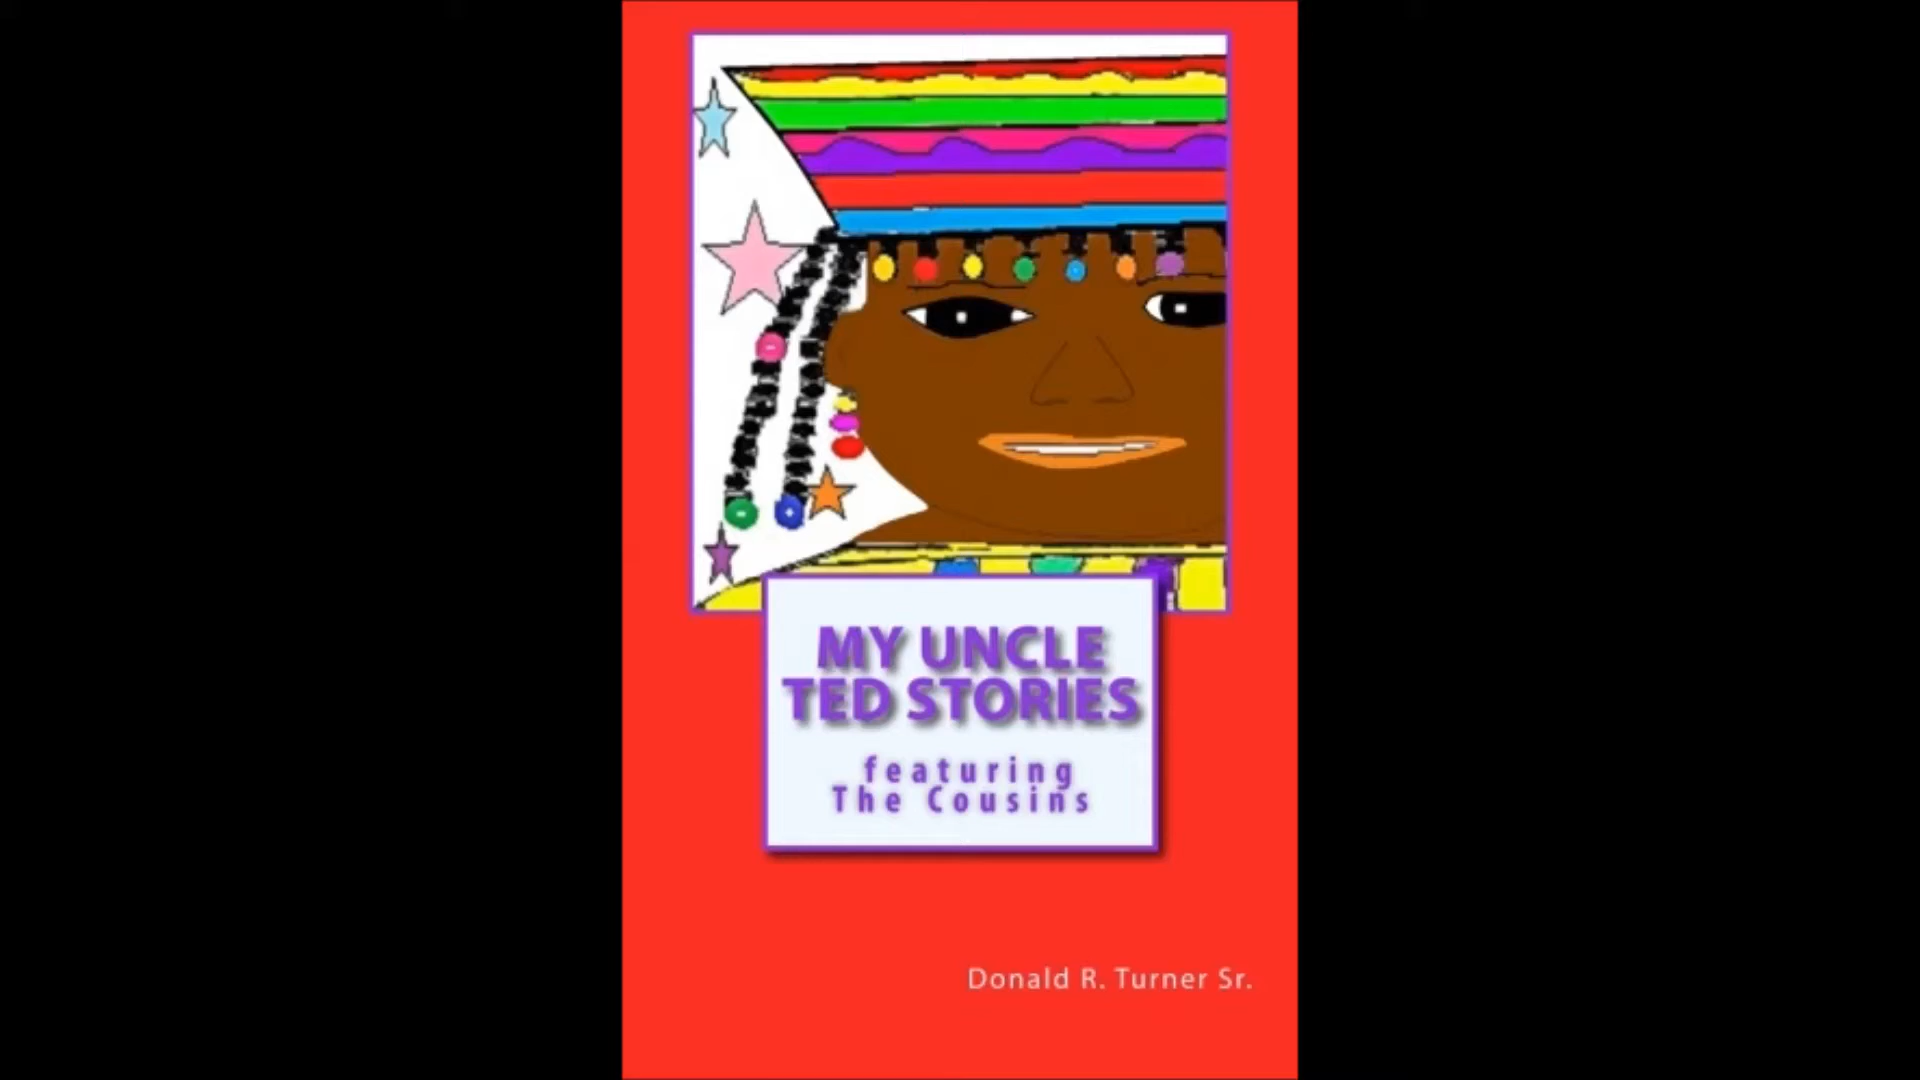 MY UNCLE
TED STORIES
featuring
The Cousins
Donald R. Turner Sr.